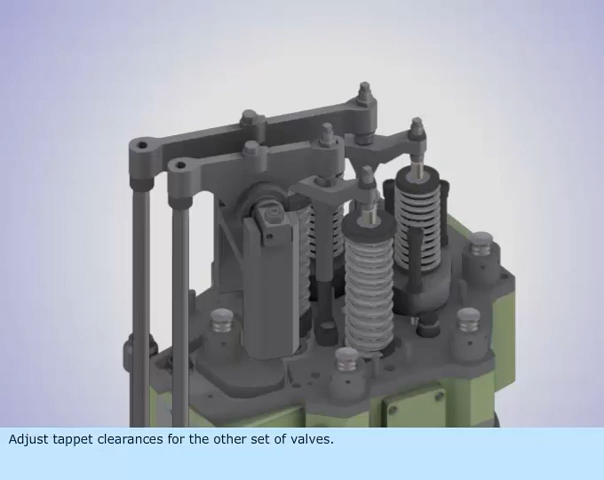 Adjust tappet clearances for the other set of valves.